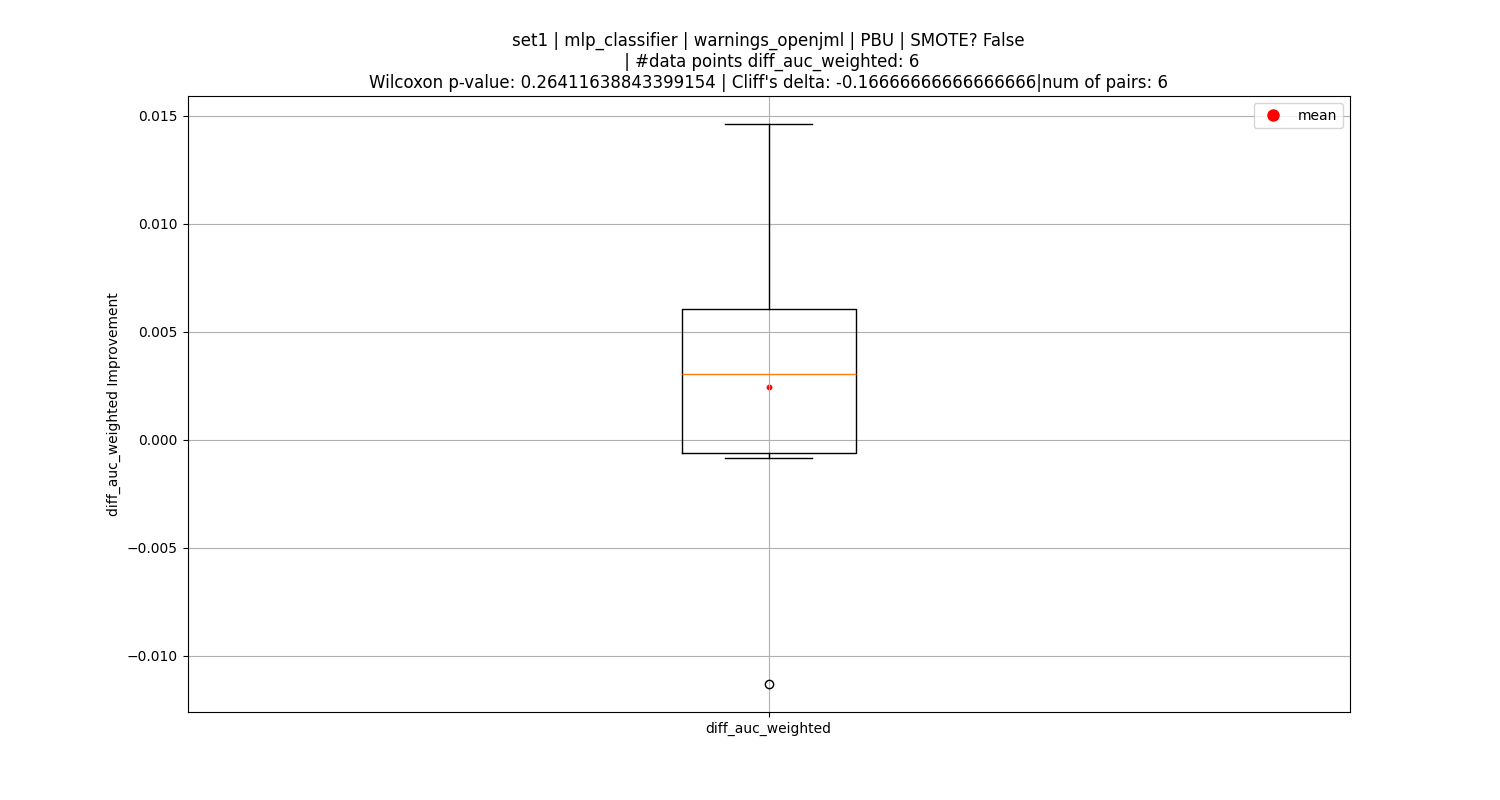 set1 | mlp_classifier | warnings_openjml | PBU | SMOTE? False
| #data points diff_auc_weighted: 6
Wilcoxon p-value: 0.26411638843399154 | Cliff's delta: -0.16666666666666666|num of pairs: 6
mean
0.015
0.010
0.005
0.000
−0.005
−0.010
diff_auc_weighted Improvement
diff_auc_weighted